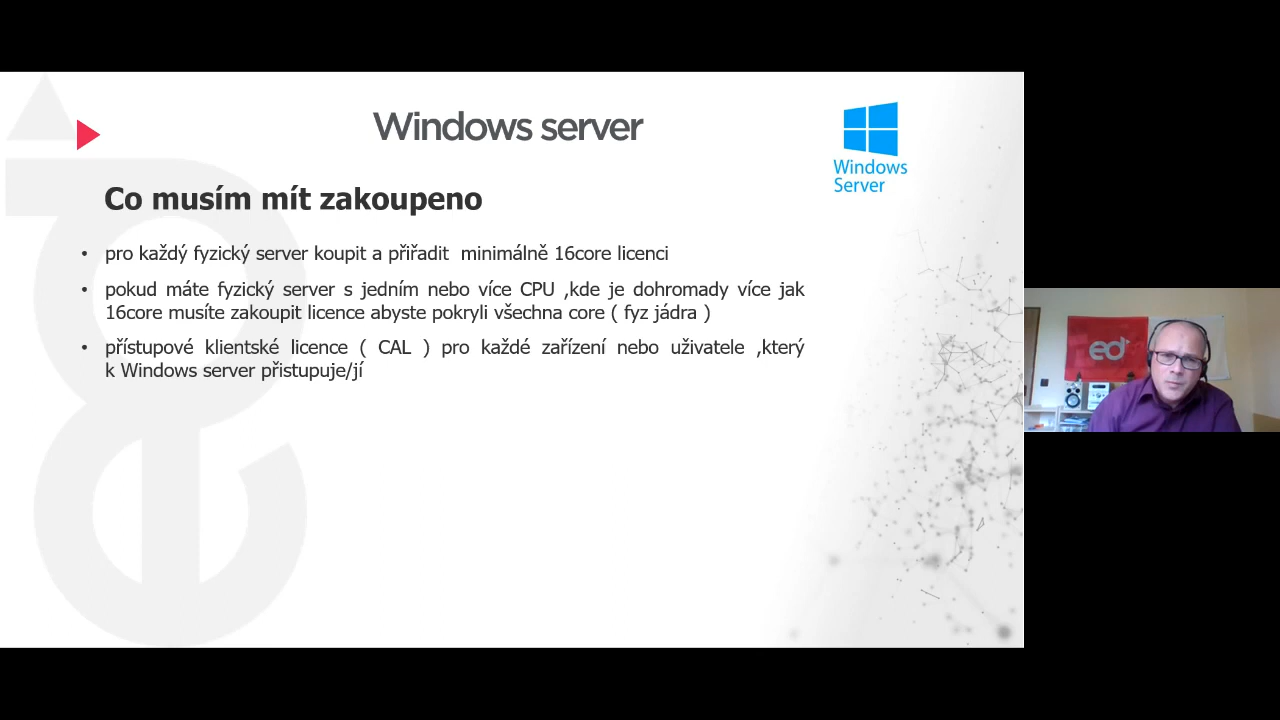 Windows server
Windows
Server
Co musím mít zakoupeno
• pro každý fyzický server koupit a přiřadit  minimálně 16core licenci
• pokud máte fyzický server s jedním nebo více CPU ,kde je dohromady více jak
16core musíte zakoupit licence abyste pokryli všechna core ( fyz jádra )
• přístupové klientské licence ( CAL ) pro každé zařízení nebo uživatele ,který
k Windows server přistupuje/jí
ed